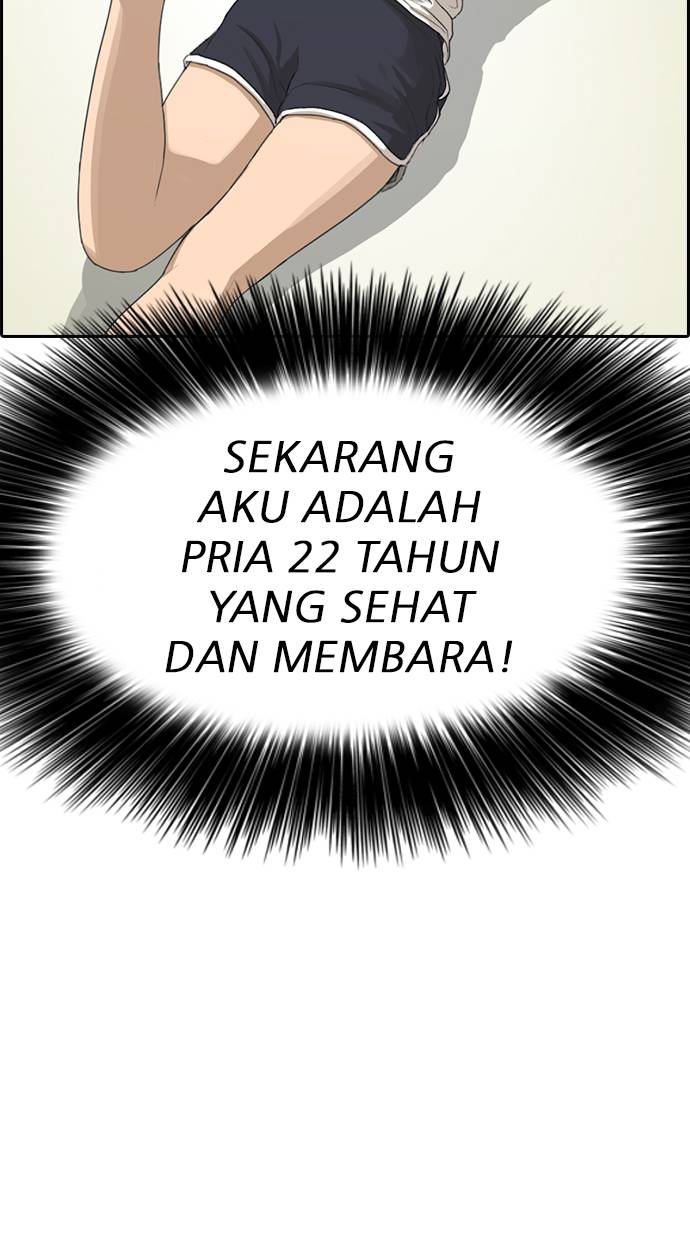 SEKARANG
AKU ADALAH
PRIA 22 TAHUN
YANG SEHAT
DAN MEMBARA!